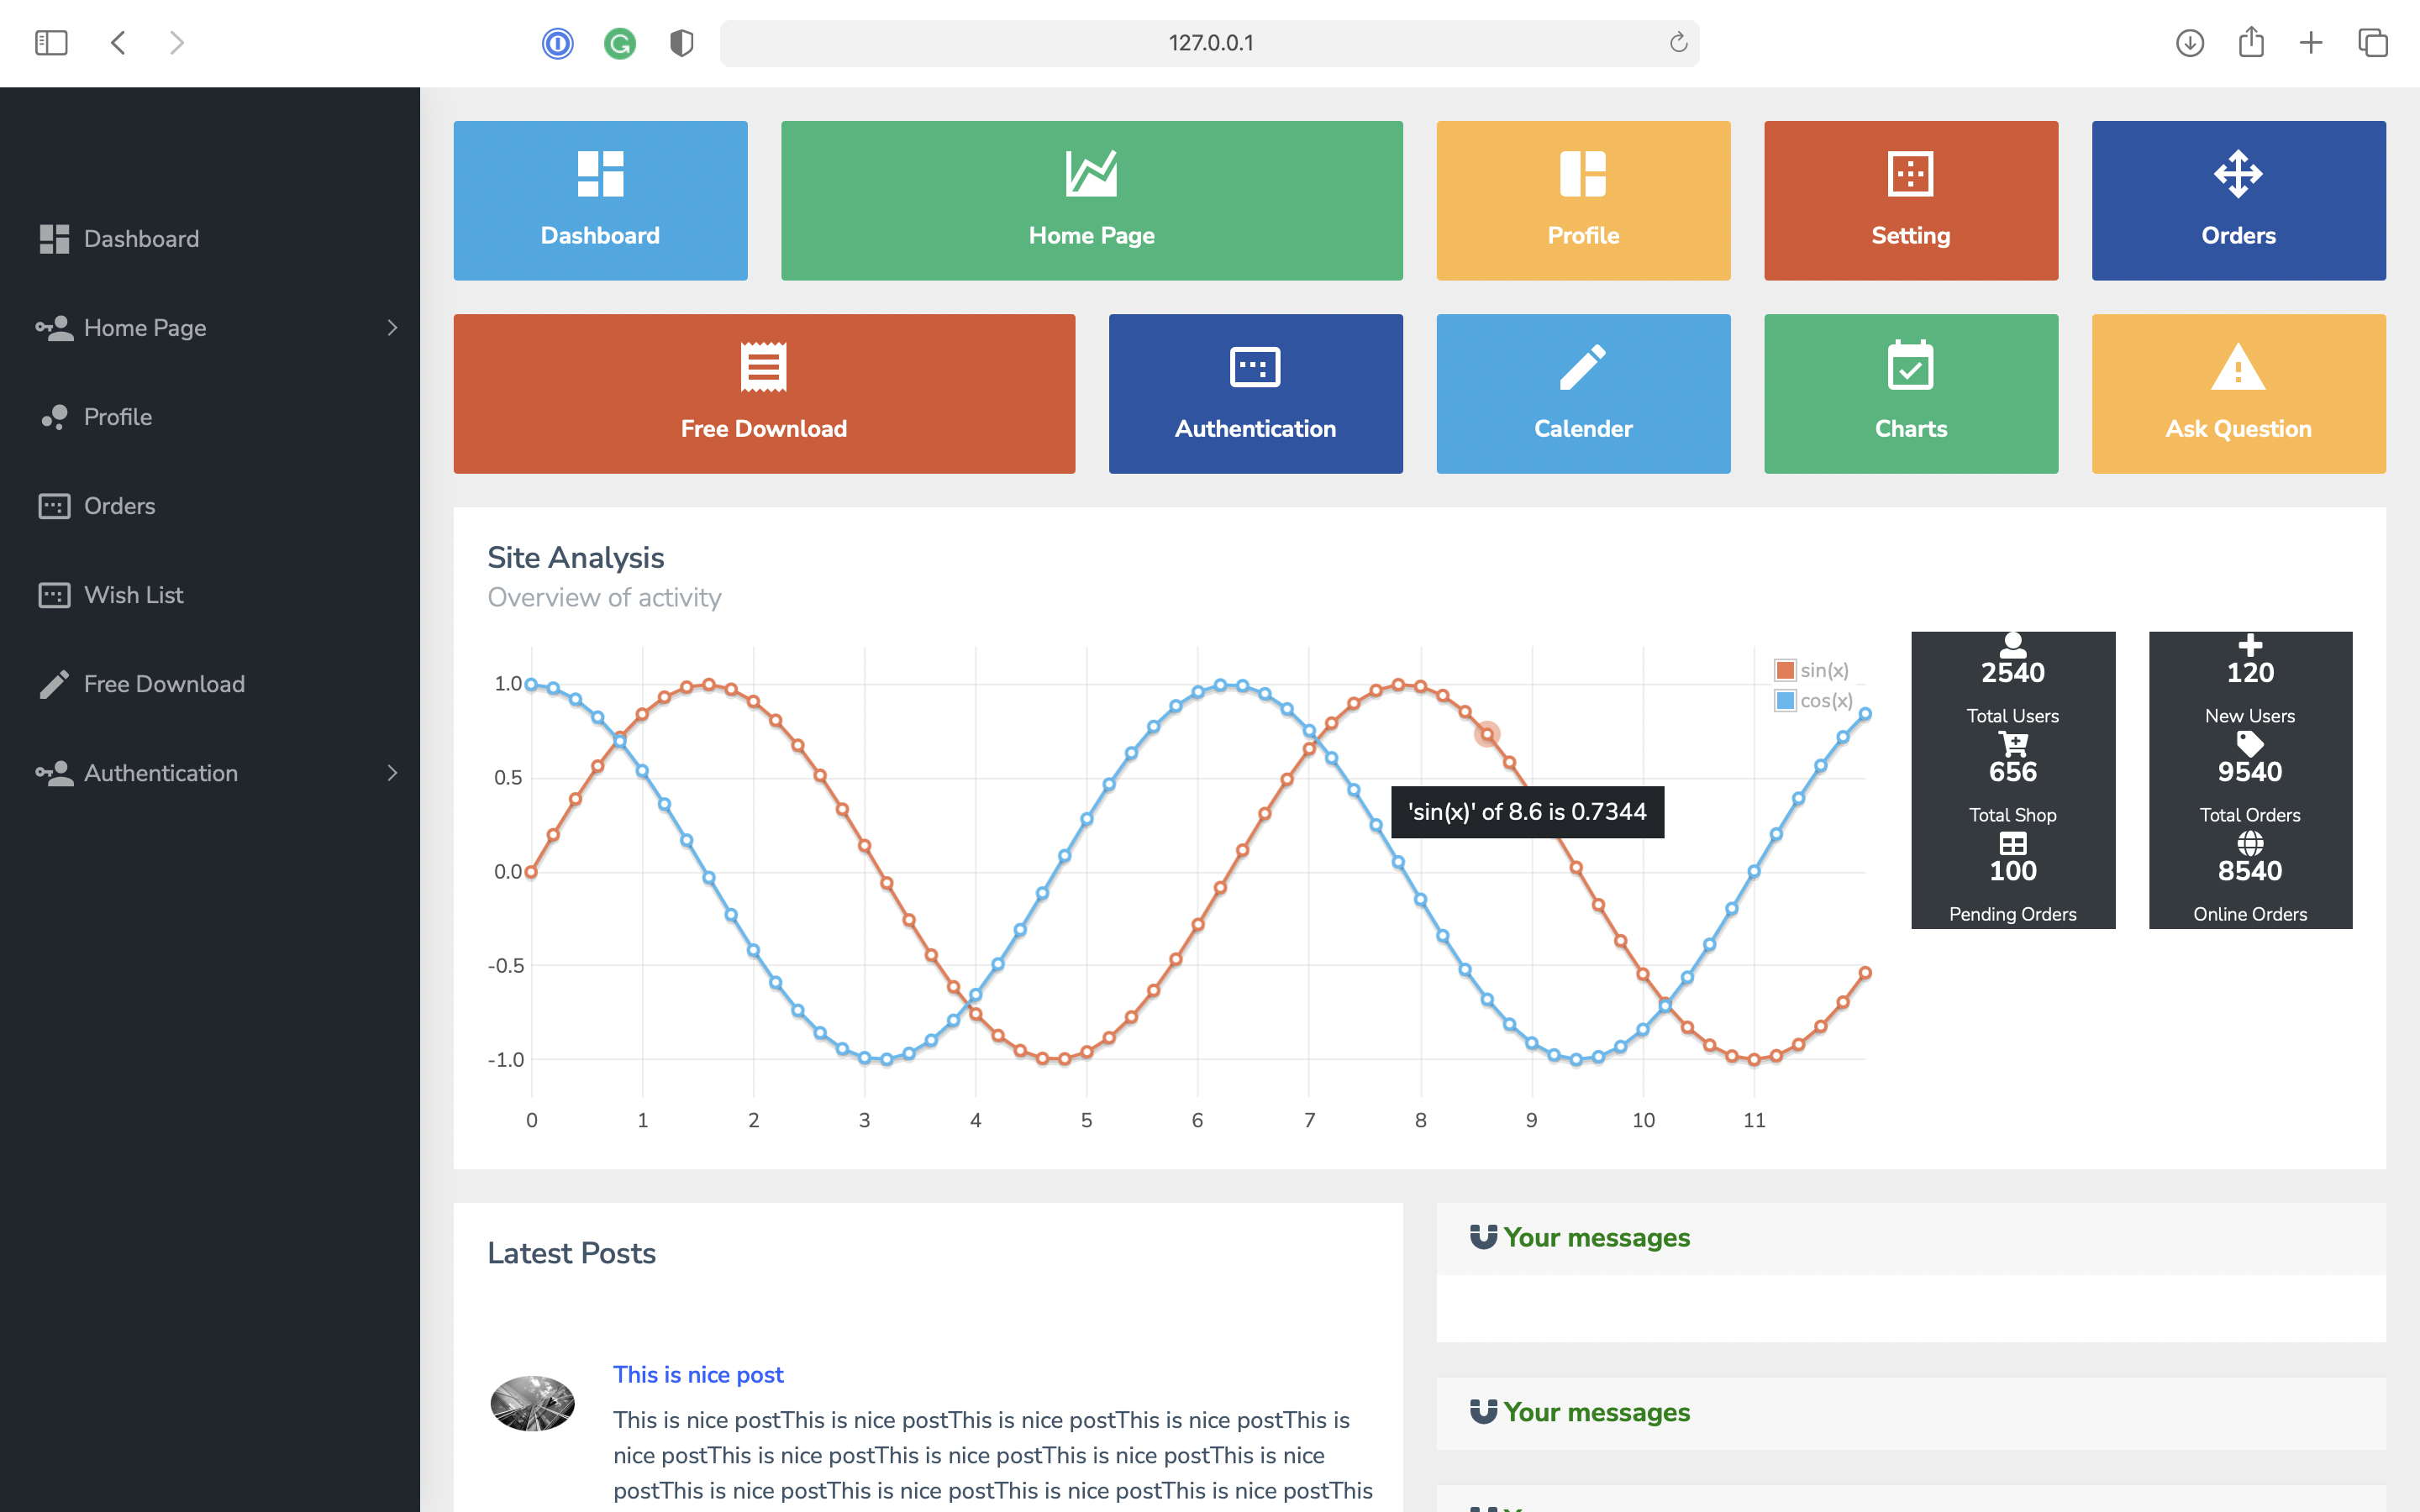 127.0.0.1
Dashboard
Home Page
Profile
Orders
Wish List
Free Download
Authentication
Dashboard
Home Page
Profile
Setting
Orders
Free Download
Authentication
Calender
Charts
Ask Question
Site Analysis
Overview of activity
sin(x)
cos(x)
1.0
0.5
0.0
-0.5
-1.0
0 1 2 3 4 5 6 7 8 9 10 11
'sin(x)' of 8.6 is 0.7344
2540
Total Users
656
Total Shop
100
Pending Orders
120
New Users
9540
Total Orders
8540
Online Orders
Latest Posts
This is nice post
This is nice postThis is nice postThis is nice postThis is nice postThis is
nice postThis is nice postThis is nice postThis is nice postThis is nice
postThis is nice postThis is nice postThis is nice postThis is nice postThis
Your messages
Your messages